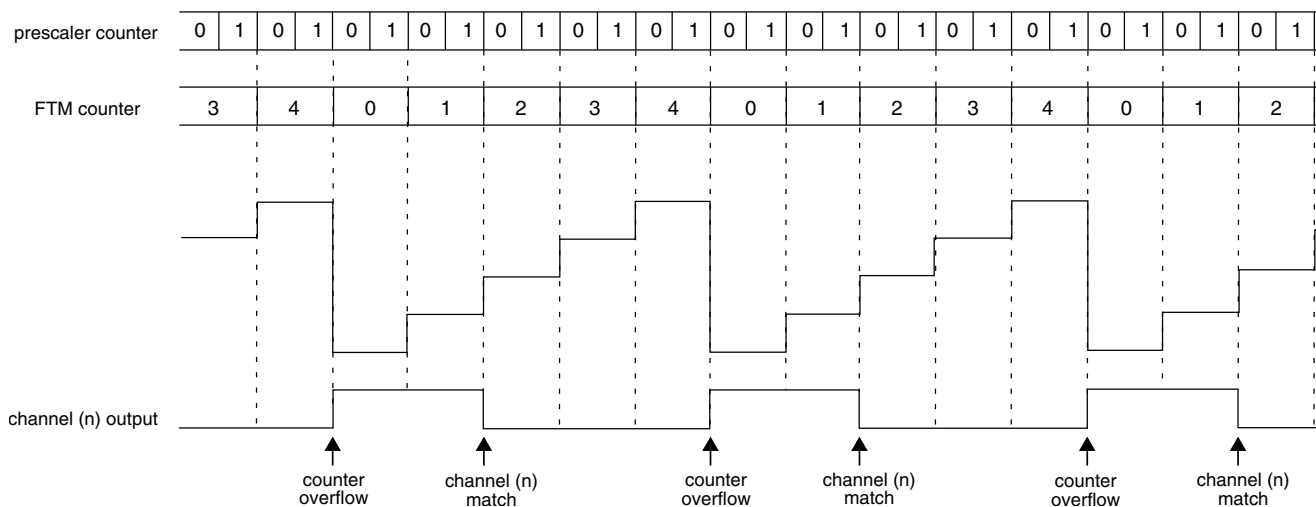 prescaler counter 0 1 0 1 0 1 0 1 0 1 0 1 0 1 0 1 0 1 0 1 0 1 0 1 0 1 0 1 0 1
FTM counter 3 4 0 1 2 3 4 0 1 2 3 4 0 1 2
channel (n) output
counter overflow
channel (n) match
counter overflow
channel (n) match
counter overflow
channel (n) match